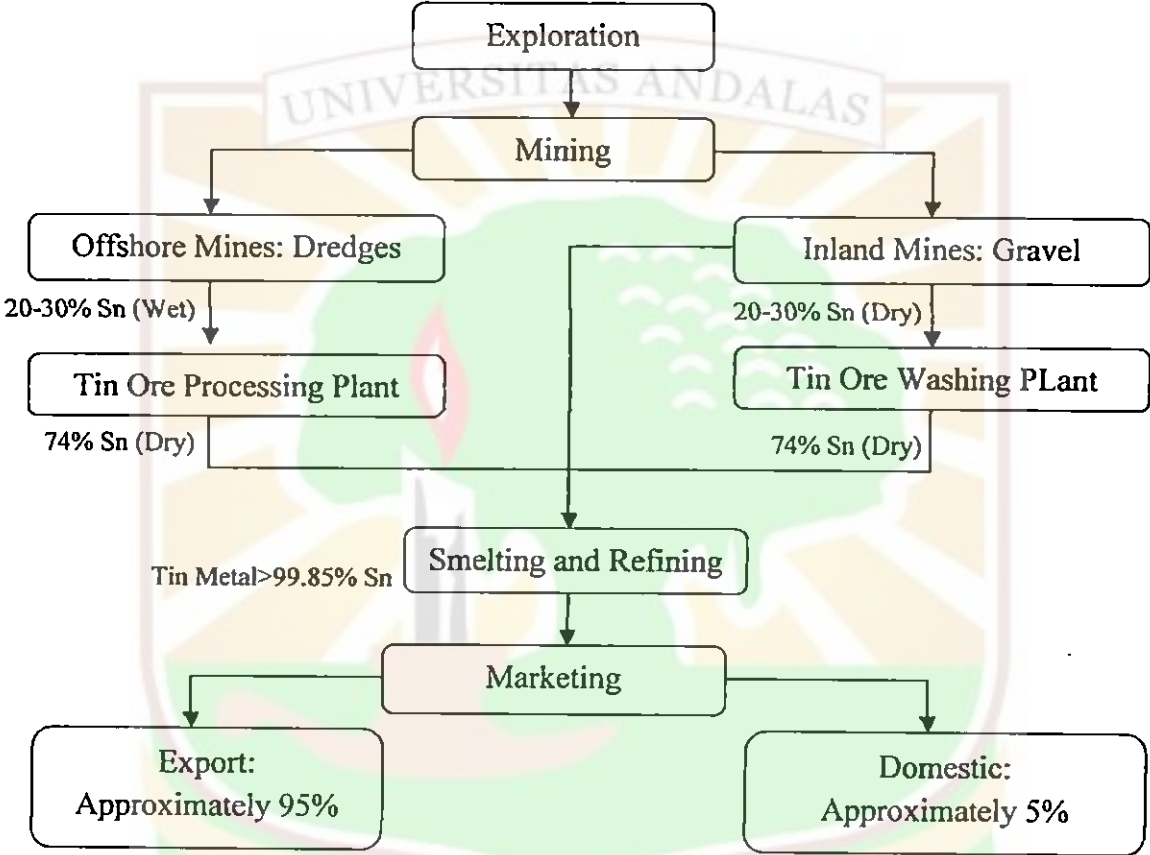 Exploration
UNIVERSITAS ANDALAS
Mining
Offshore Mines: Dredges
Inland Mines: Gravel
20-30% Sn (Wet)
20-30% Sn (Dry)
Tin Ore Processing Plant
Tin Ore Washing PLant
74% Sn (Dry)
74% Sn (Dry)
Smelting and Refining
Tin Metal>99.85% Sn
Marketing
Export:
Approximately 95%
Domestic:
Approximately 5%